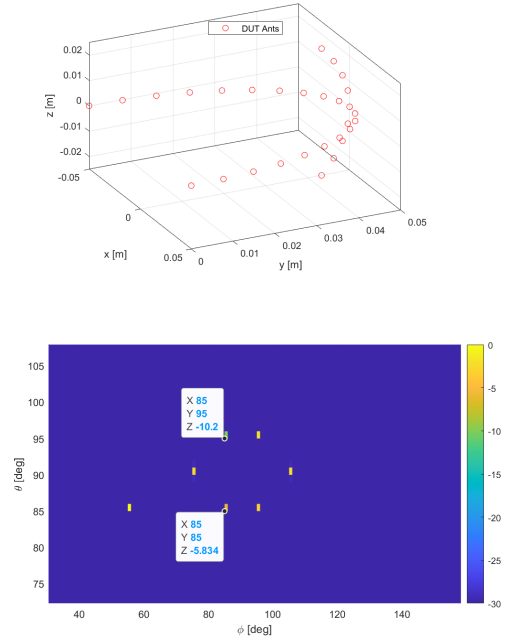 DUT Ants
0.02
0.01
0
-0.01
-0.02
z [m]
-0.05
0
0.05
x [m]
0
0.01
0.02
0.03
0.04
0.05
y [m]
105
100
95
90
85
80
75
θ [deg]
X 85
Y 95
Z -10.2
X 85
Y 85
Z -5.834
40
60
80
100
120
140
ϕ [deg]
0
-5
-10
-15
-20
-25
-30